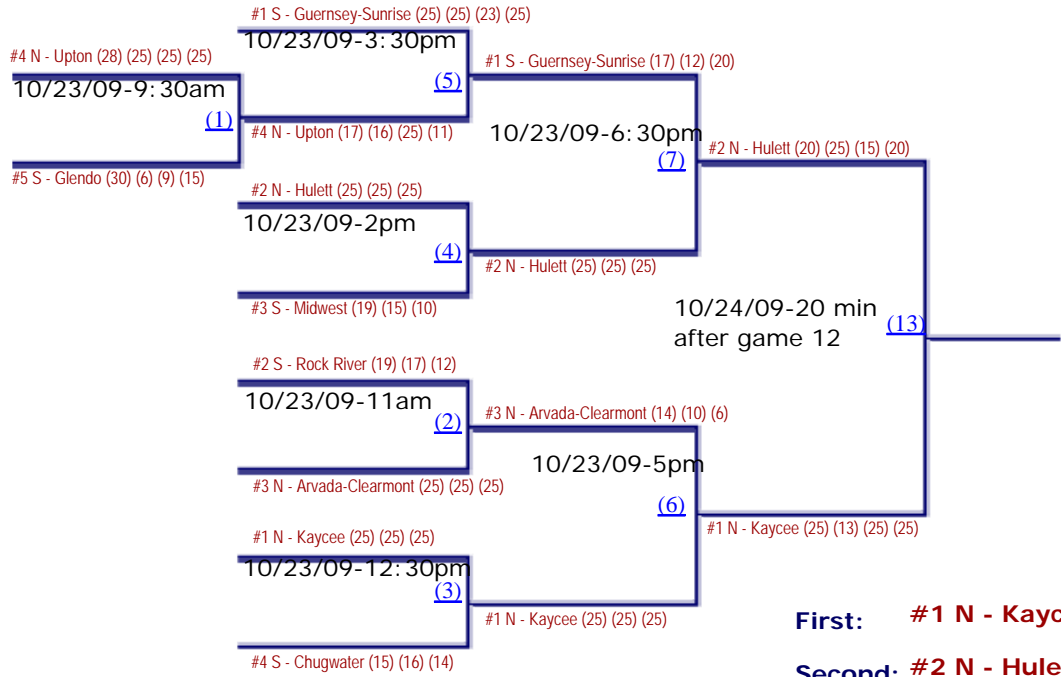 #1 S - Guernsey-Sunrise (25) (25) (23) (25)
10/23/09-3:30pm
#4 N - Upton (28) (25) (25) (25)
#1 S - Guernsey-Sunrise (17) (12) (20)
10/23/09-9:30am
(5)
(1)
#4 N - Upton (17) (16) (25) (11)
10/23/09-6:30pm
#2 N - Hulett (20) (25) (15) (20)
(7)
#5 S - Glendo (30) (6) (9) (15)
#2 N - Hulett (25) (25) (25)
10/23/09-2pm
(4)
#2 N - Hulett (25) (25) (25)
#3 S - Midwest (19) (15) (10)
10/24/09-20 min
after game 12
(13)
#2 S - Rock River (19) (17) (12)
10/23/09-11am
(2)
#3 N - Arvada-Clearmont (14) (10) (6)
10/23/09-5pm
#3 N - Arvada-Clearmont (25) (25) (25)
(6)
#1 N - Kaycee (25) (13) (25) (25)
#1 N - Kaycee (25) (25) (25)
10/23/09-12:30pm
(3)
#1 N - Kaycee (25) (25) (25)
First: #1 N - Kayc
#4 S - Chugwater (15) (16) (14)
Second: #2 N - Hule